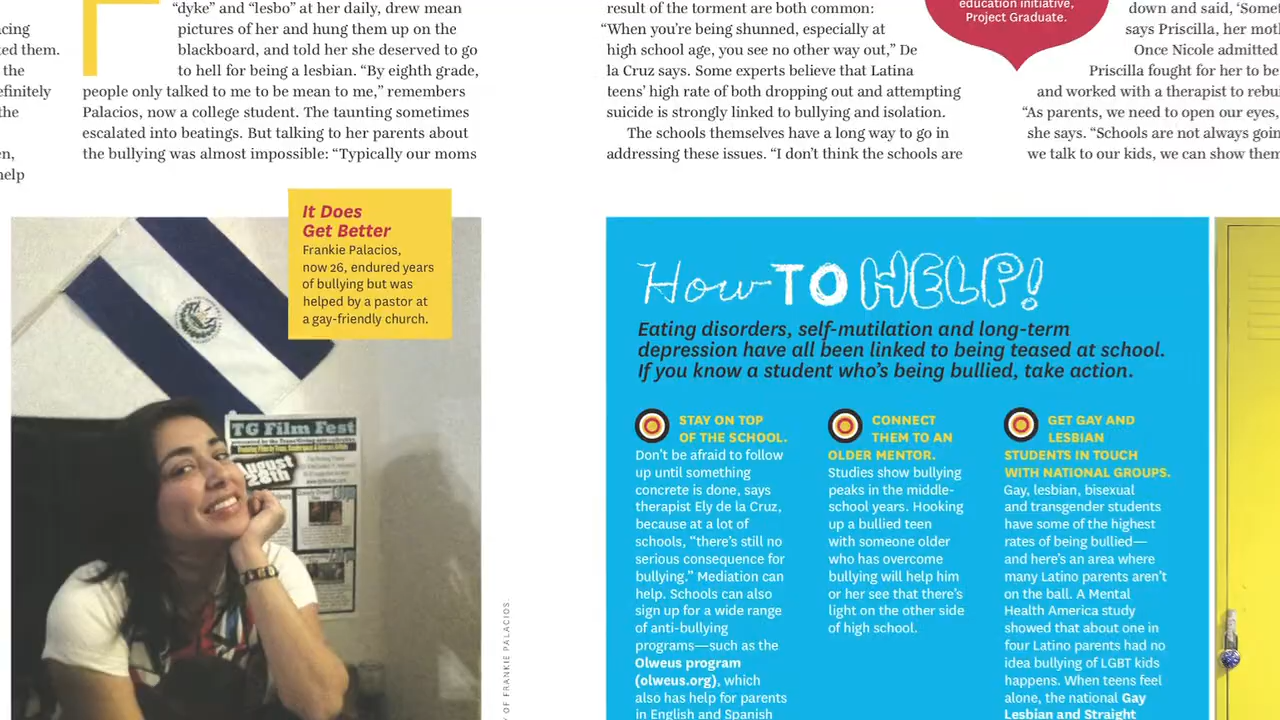 acing
ted them.
the
efinitely
the
en,
help
“dyke” and “lesbo” at her daily, drew mean
pictures of her and hung them up on the
blackboard, and told her she deserved to go
to hell for being a lesbian. “By eighth grade,
people only talked to me to be mean to me,” remembers
Palacios, now a college student. The taunting sometimes
escalated into beatings. But talking to her parents about
the bullying was almost impossible: “Typically our moms
result of the torment are both common:
“When you’re being shunned, especially at
high school age, you see no other way out,” De
la Cruz says. Some experts believe that Latina
teens’ high rate of both dropping out and attempting
suicide is strongly linked to bullying and isolation.
The schools themselves have a long way to go in
addressing these issues. “I don’t think the schools are
education initiative,
Project Graduate.
down and said, ‘Somet
says Priscilla, her moth
Once Nicole admitted
Priscilla fought for her to be
and worked with a therapist to rebui
“As parents, we need to open our eyes,
she says. “Schools are not always goin
we talk to our kids, we can show them
It Does
Get Better
Frankie Palacios,
now 26, endured years
of bullying but was
helped by a pastor at
a gay-friendly church.
TG Film Fest
August
28th
Y OF FRANKIE PALACIOS.
How TO HELP!
Eating disorders, self-mutilation and long-term
depression have all been linked to being teased at school.
If you know a student who’s being bullied, take action.
STAY ON TOP
OF THE SCHOOL.
Don’t be afraid to follow
up until something
concrete is done, says
therapist Ely de la Cruz,
because at a lot of
schools, “there’s still no
serious consequence for
bullying.” Mediation can
help. Schools can also
sign up for a wide range
of anti-bullying
programs—such as the
Olweus program
(olweus.org), which
also has help for parents
in English and Spanish
CONNECT
THEM TO AN
OLDER MENTOR.
Studies show bullying
peaks in the middle-
school years. Hooking
up a bullied teen
with someone older
who has overcome
bullying will help him
or her see that there’s
light on the other side
of high school.
GET GAY AND
LESBIAN
STUDENTS IN TOUCH
WITH NATIONAL GROUPS.
Gay, lesbian, bisexual
and transgender students
have some of the highest
rates of being bullied—
and here’s an area where
many Latino parents aren’t
on the ball. A Mental
Health America study
showed that about one in
four Latino parents had no
idea bullying of LGBT kids
happens. When teens feel
alone, the national Gay
Lesbian and Straight